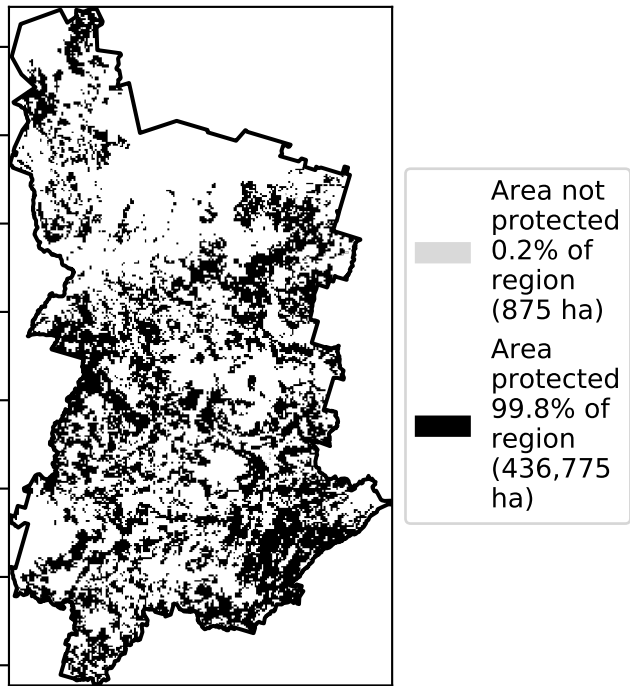 Area not
protected
0.2% of
region
(875 ha)
Area
protected
99.8% of
region
(436,775
ha)